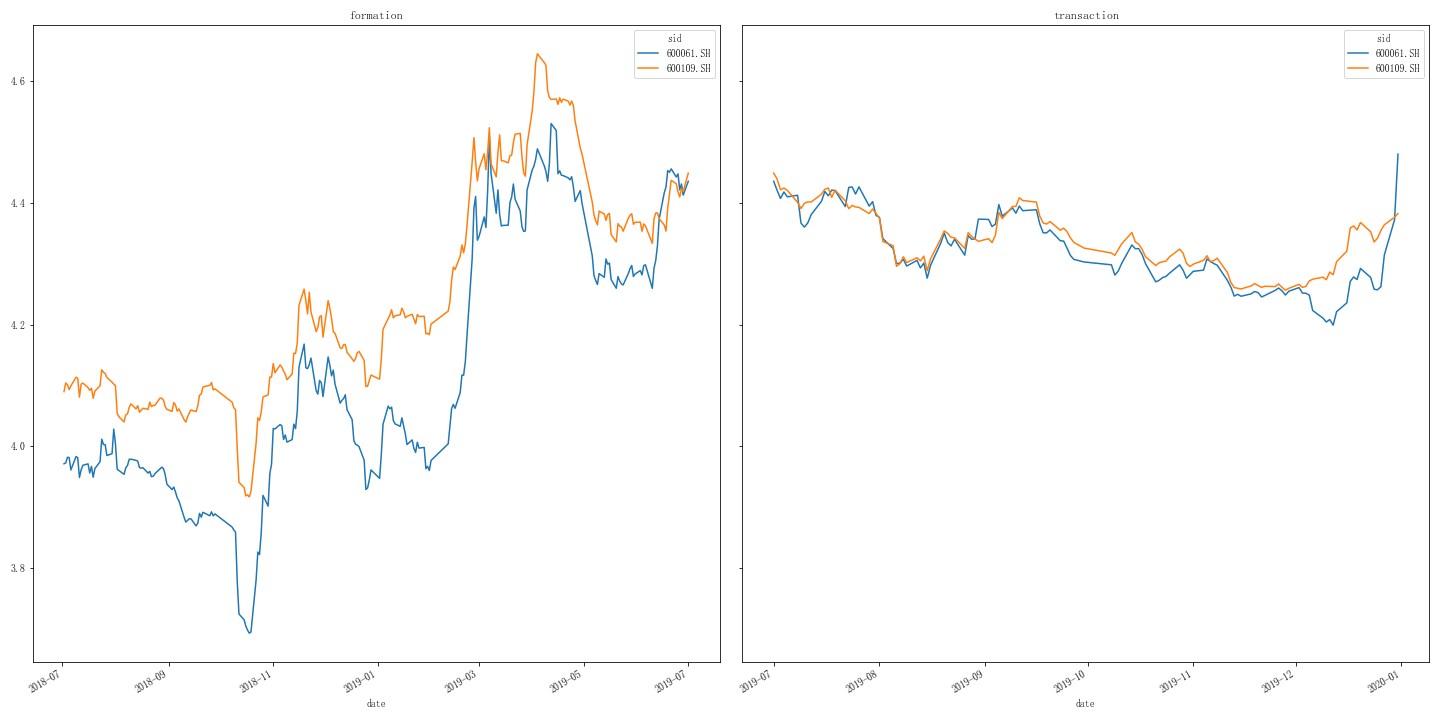 formation
sid
600061.SH
600109.SH
4.6
4.4
4.2
4.0
3.8
2018-07
2018-09
2018-11
2019-01
2019-03
2019-05
2019-07
date
transaction
sid
600061.SH
600109.SH
2019-07
2019-08
2019-09
2019-10
2019-11
2019-12
2020-01
date